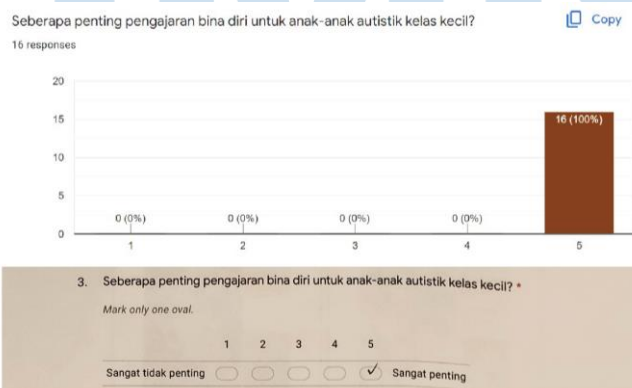 Seberapa penting pengajaran bina diri untuk anak-anak autistik kelas kecil?
Copy
16 responses
20
15
10
5
0
0 (0%)
0 (0%)
0 (0%)
0 (0%)
16 (100%)
1 2 3 4 5
3. Seberapa penting pengajaran bina diri untuk anak-anak autistik kelas kecil? *
Mark only one oval.
1 2 3 4 5
Sangat tidak penting Sangat penting